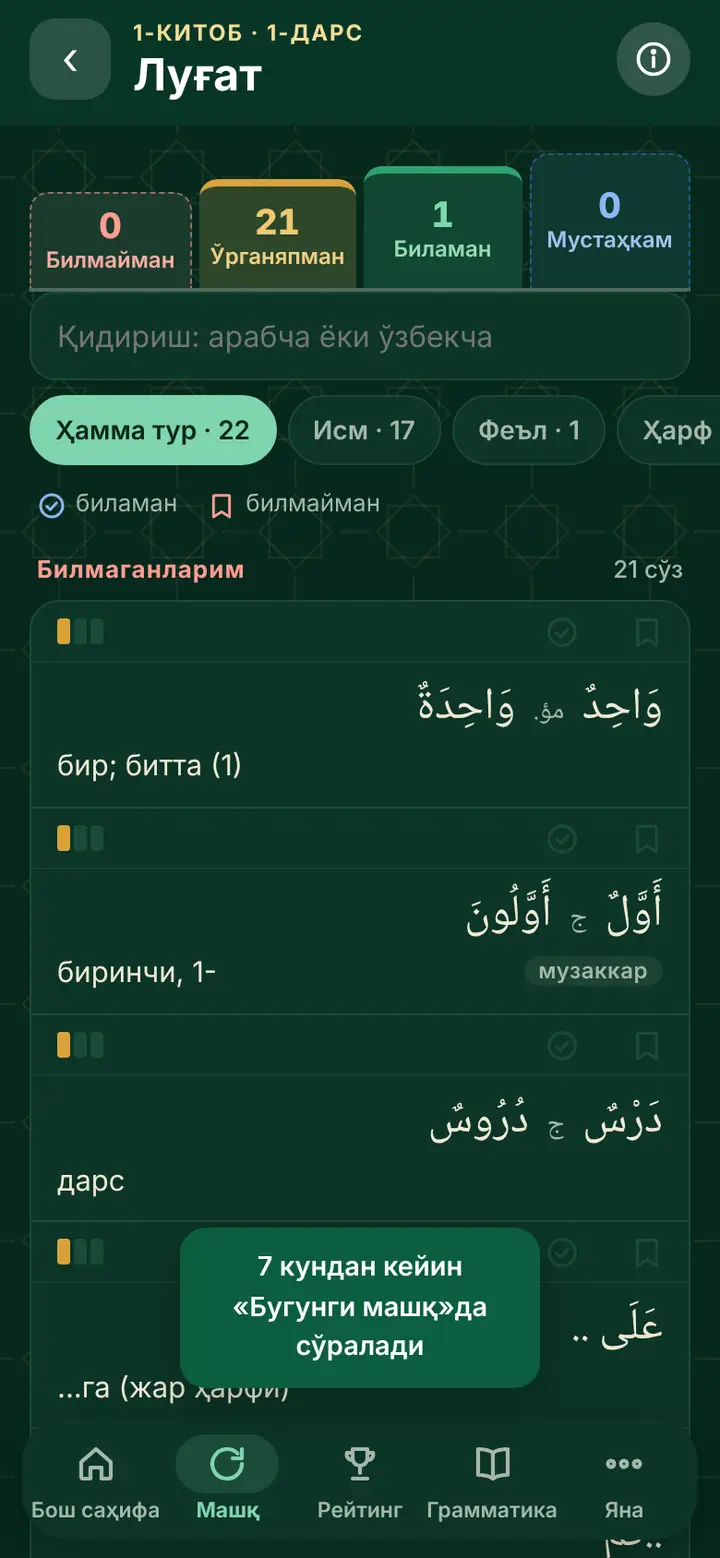 1-КИТОБ · 1-ДАРС
Луғат
0
Билмайман
21
Ўрганяпман
1
Биламан
0
Мустаҳкам
Қидириш: арабча ёки ўзбекча
Ҳамма тур · 22
Исм · 17
Феъл · 1
Ҳарф
биламан
билмайман
Билмаганларим
21 сўз
وَاحِدٌ مؤ. وَاحِدَةٌ
бир; битта (1)
أَوَّلٌ ج أَوَّلُونَ
биринчи, 1-
музаккар
دَرْسٌ ج دُرُوسٌ
дарс
عَلَى ..
...га (жар ҳарфи)
7 кундан кейин
«Бугунги машқ»да
сўралади
Бош саҳифа
Машқ
Рейтинг
Грамматика
Яна